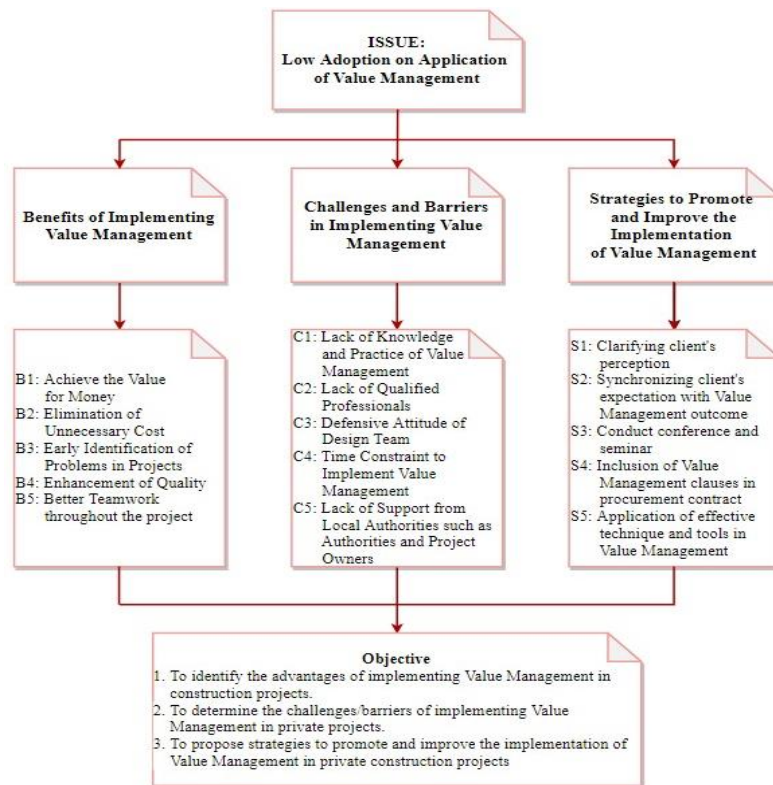 ISSUE:
Low Adoption on Application
of Value Management
Benefits of Implementing
Value Management
Challenges and Barriers
in Implementing Value
Management
Strategies to Promote
and Improve the
Implementation
of Value Management
B1: Achieve the Value
for Money
B2: Elimination of
Unnecessary Cost
B3: Early Identification of
Problems in Projects
B4: Enhancement of Quality
B5: Better Teamwork
throughout the project
C1: Lack of Knowledge
and Practice of Value
Management
C2: Lack of Qualified
Professionals
C3: Defensive Attitude of
Design Team
C4: Time Constraint to
Implement Value
Management
C5: Lack of Support from
Local Authorities such as
Authorities and Project
Owners
S1: Clarifying client's
perception
S2: Synchronizing client's
expectation with Value
Management outcome
S3: Conduct conference and
seminar
S4: Inclusion of Value
Management clauses in
procurement contract
S5: Application of effective
technique and tools in
Value Management
Objective
1. To identify the advantages of implementing Value Management in
construction projects.
2. To determine the challenges/barriers of implementing Value
Management in private projects.
3. To propose strategies to promote and improve the implementation of
Value Management in private construction projects